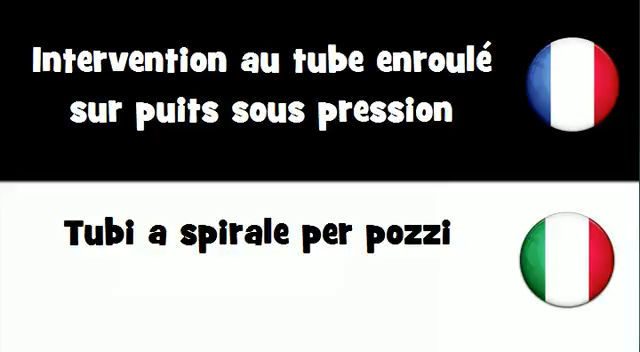 Intervention au tube enroulé
sur puits sous pression
Tubi a spirale per pozzi